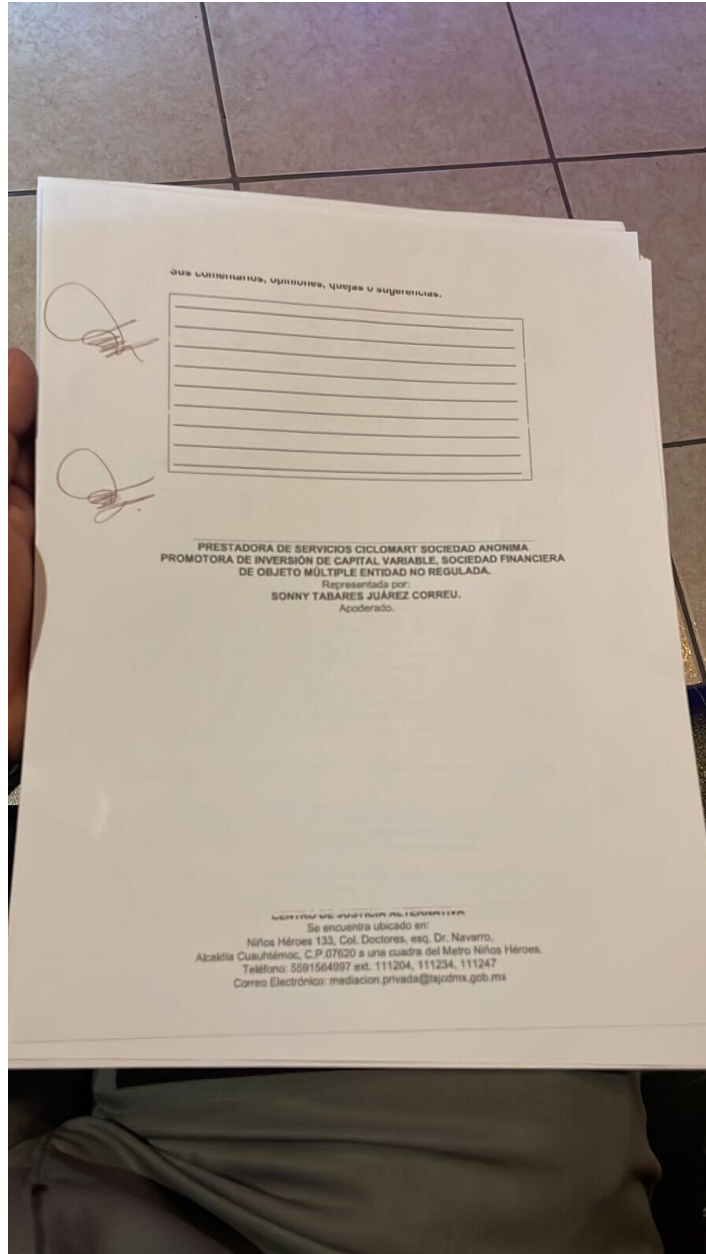 Sus comentarios, opiniones, quejas o sugerencias.
PRESTADORA DE SERVICIOS CICLOMART SOCIEDAD ANONIMA
PROMOTORA DE INVERSIÓN DE CAPITAL VARIABLE, SOCIEDAD FINANCIERA
DE OBJETO MÚLTIPLE ENTIDAD NO REGULADA.
Representada por:
SONNY TABARES JUÁREZ CORREU.
Apoderado.
CENTRO DE JUSTICIA ALTERNATIVA
Se encuentra ubicado en:
Niños Héroes 133, Col. Doctores, esq. Dr. Navarro,
Alcaldía Cuauhtémoc, C.P.07620 a una cuadra del Metro Niños Héroes.
Teléfono: 5591564997 ext. 111204, 111234, 111247
Correo Electrónico: mediacion.privada@tsjcdmx.gob.mx